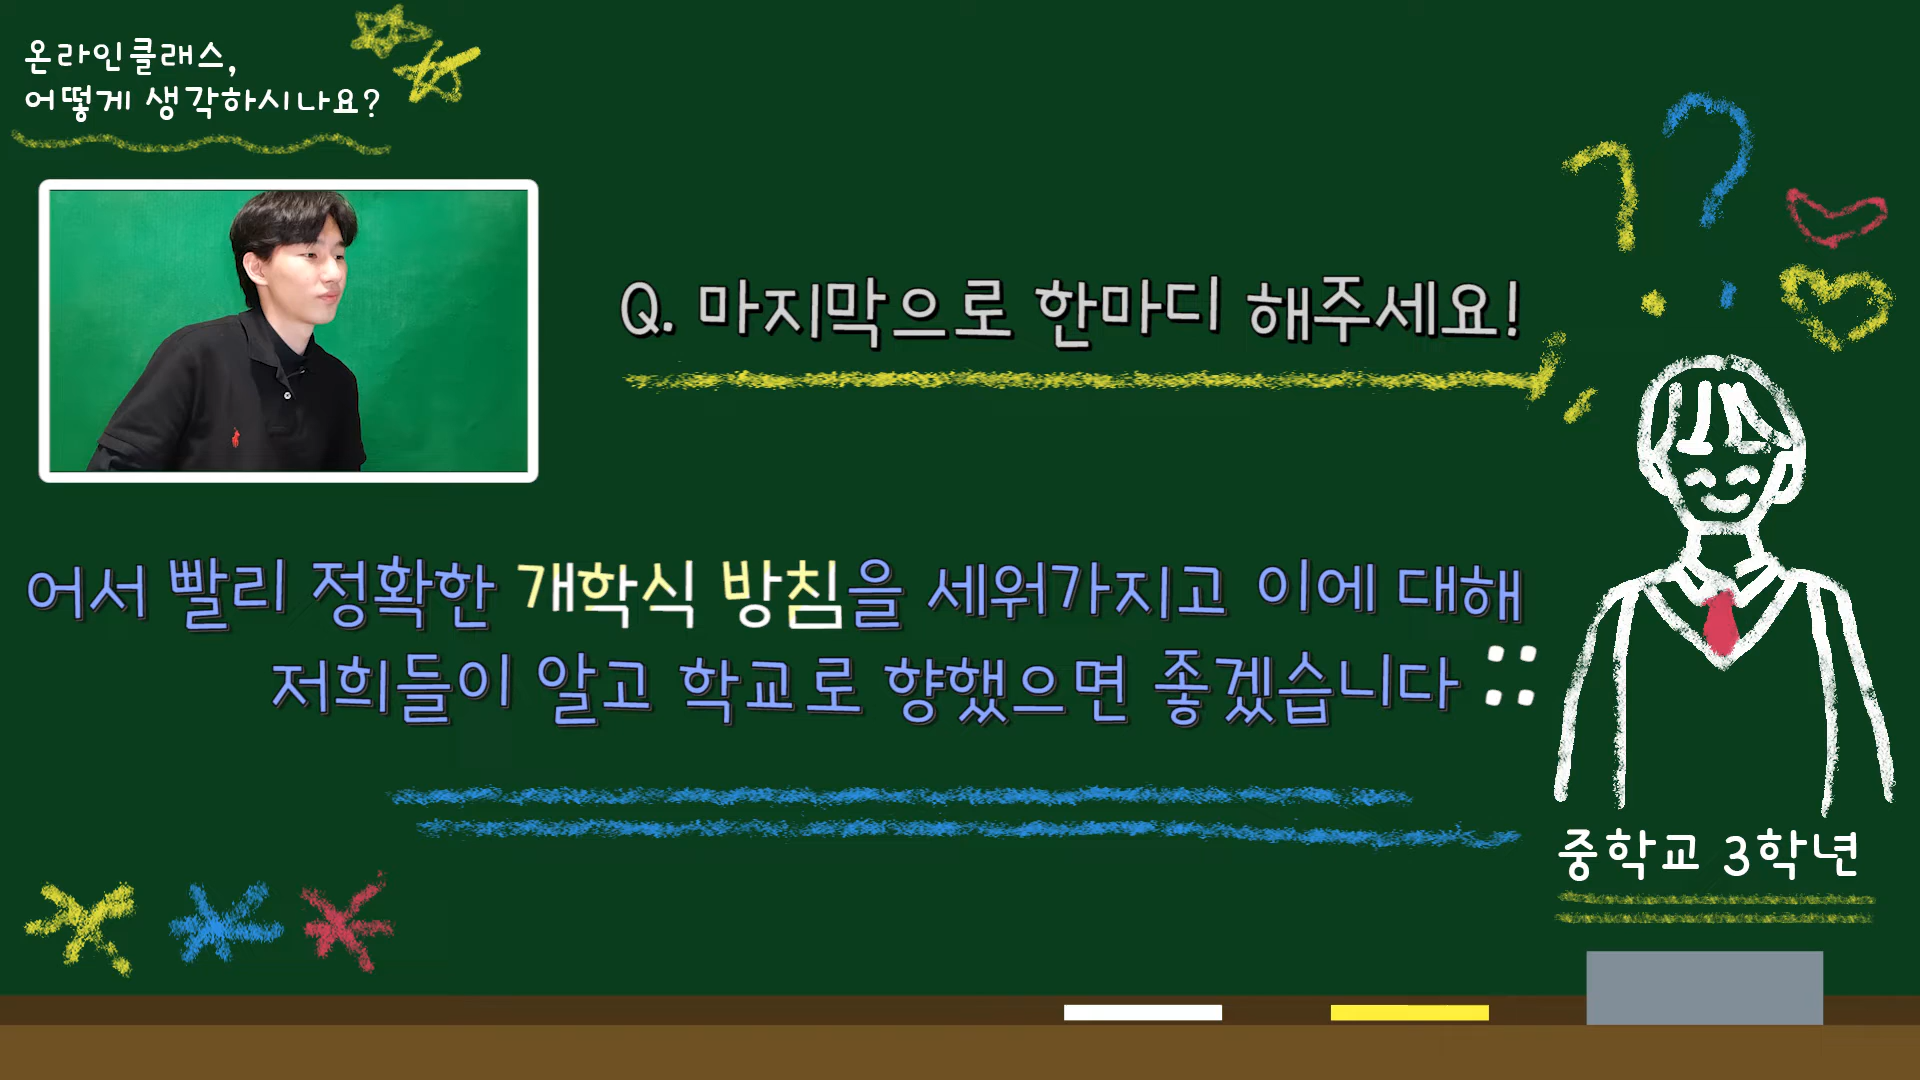 온라인클래스,
어떻게 생각하시나요?
Q. 마지막으로 한마디 해주세요!
어서 빨리 정확한 개학식 방침을 세워가지고 이에 대해
저희들이 알고 학교로 향했으면 좋겠습니다
중학교 3학년